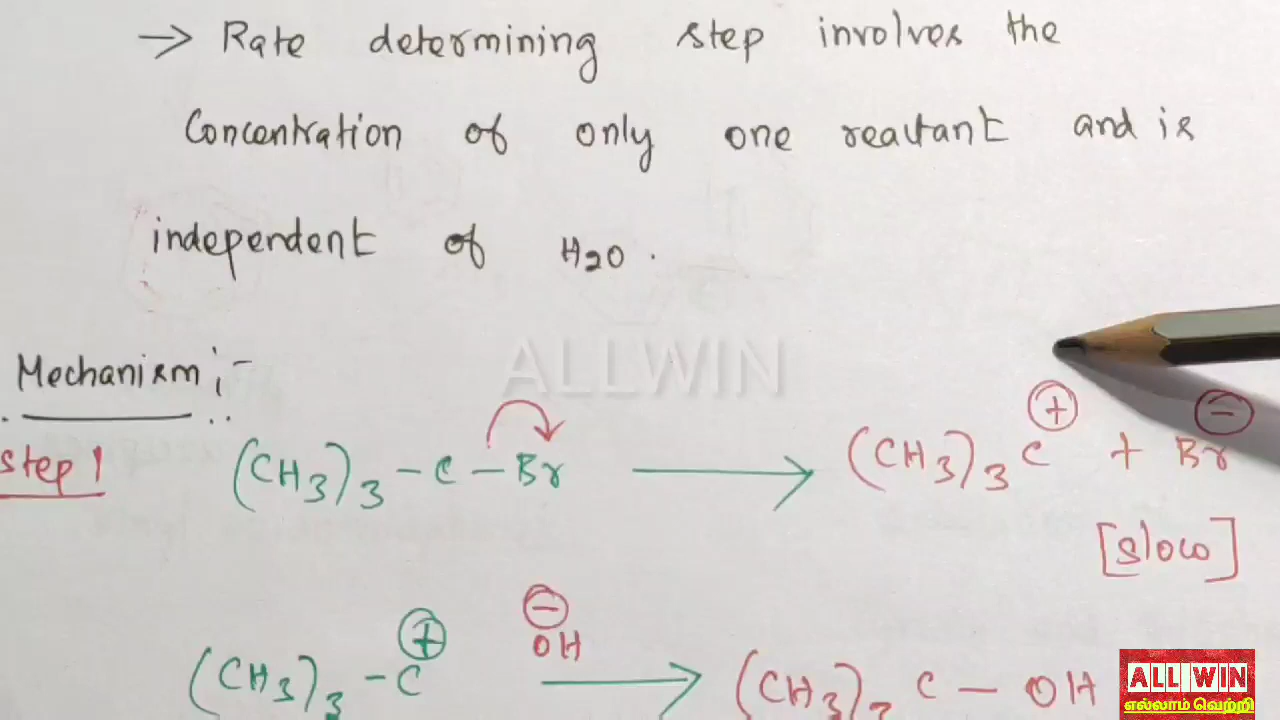 → Rate determining step involves the
Concentration of only one reactant and is
independent of H2O.
ALLWIN
Mechanism :-
Step 1
(CH3)3 - C - Br ⟶ (CH3)3 C⊕ + Br⊖
[slow]
(CH3)3 - C⊕ ⊖OH ⟶ (CH3)3 C - OH
ALL WIN
எல்லாம் வெற்றி